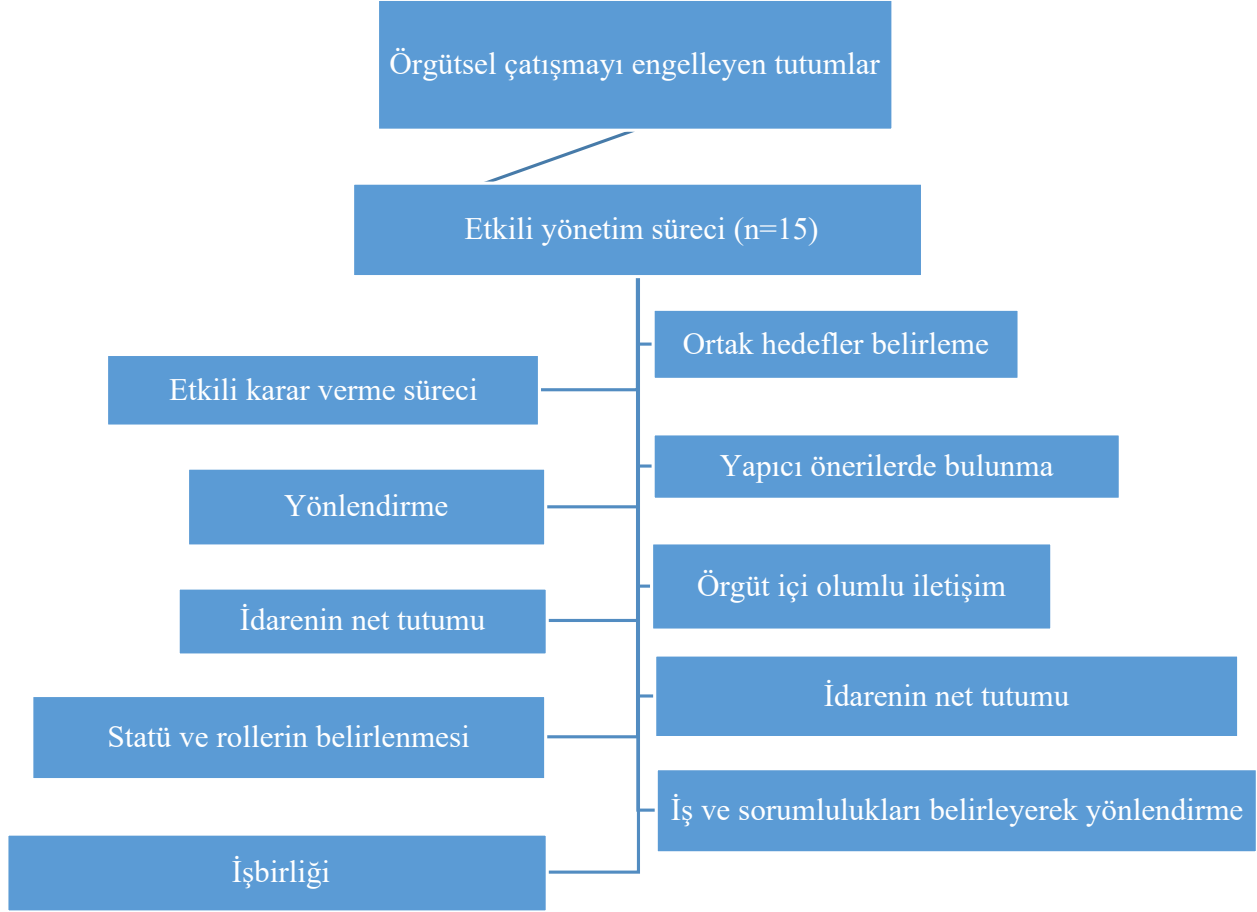 Örgütsel çatışmayı engelleyen tutumlar
Etkili yönetim süreci (n=15)
Ortak hedefler belirleme
Etkili karar verme süreci
Yapıcı önerilerde bulunma
Yönlendirme
Örgüt içi olumlu iletişim
İdarenin net tutumu
İdarenin net tutumu
Statü ve rollerin belirlenmesi
İş ve sorumlulukları belirleyerek yönlendirme
İşbirliği